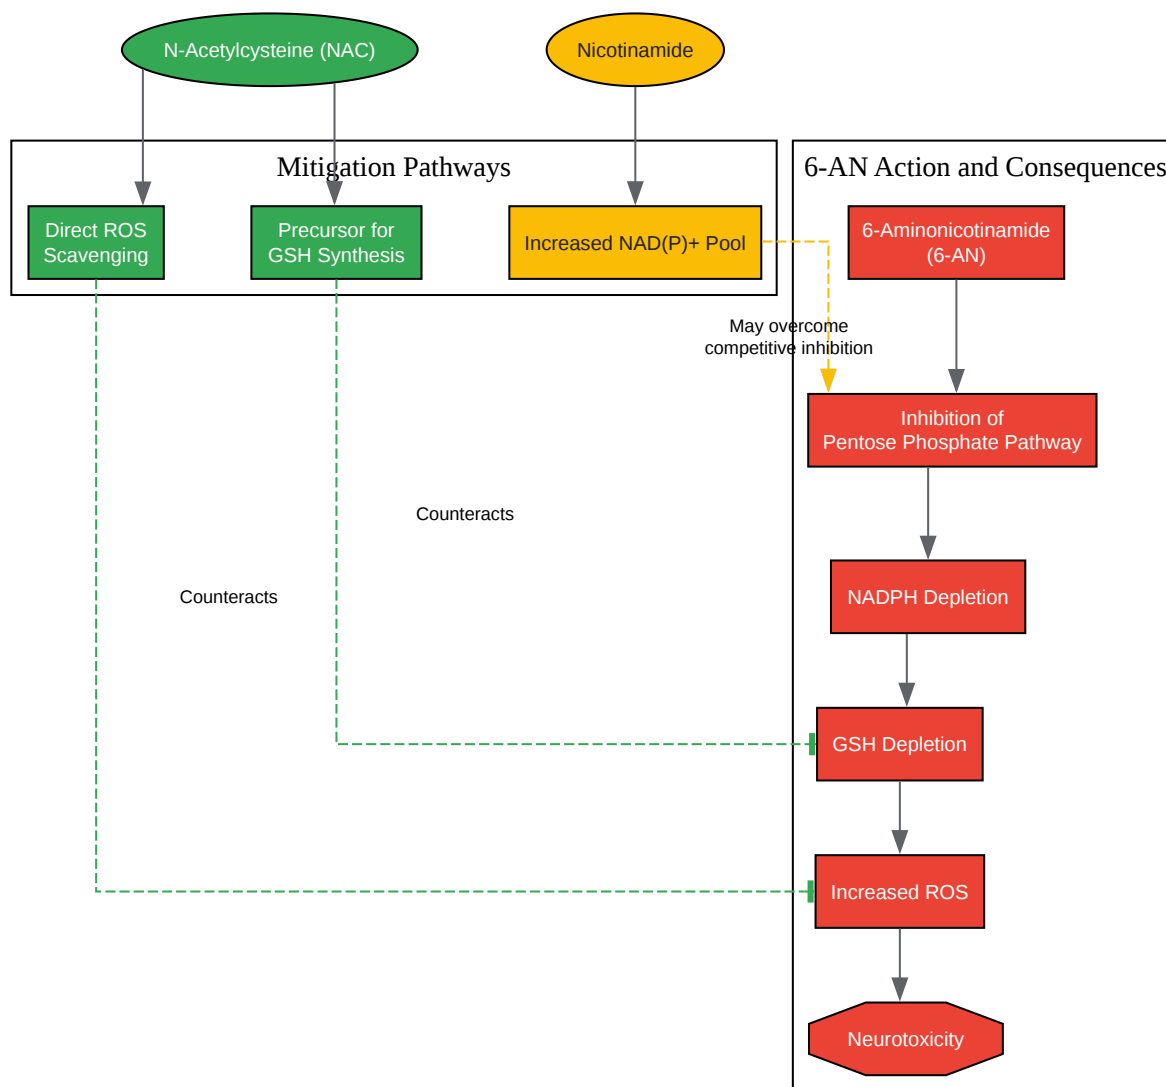 N-Acetylcysteine (NAC)
Nicotinamide
Mitigation Pathways
6-AN Action and Consequences
Direct ROS
Scavenging
Precursor for
GSH Synthesis
Increased NAD(P)+ Pool
6-Aminonicotinamide
(6-AN)
May overcome
competitive inhibition
Inhibition of
Pentose Phosphate Pathway
Counteracts
NADPH Depletion
Counteracts
GSH Depletion
Increased ROS
Neurotoxicity